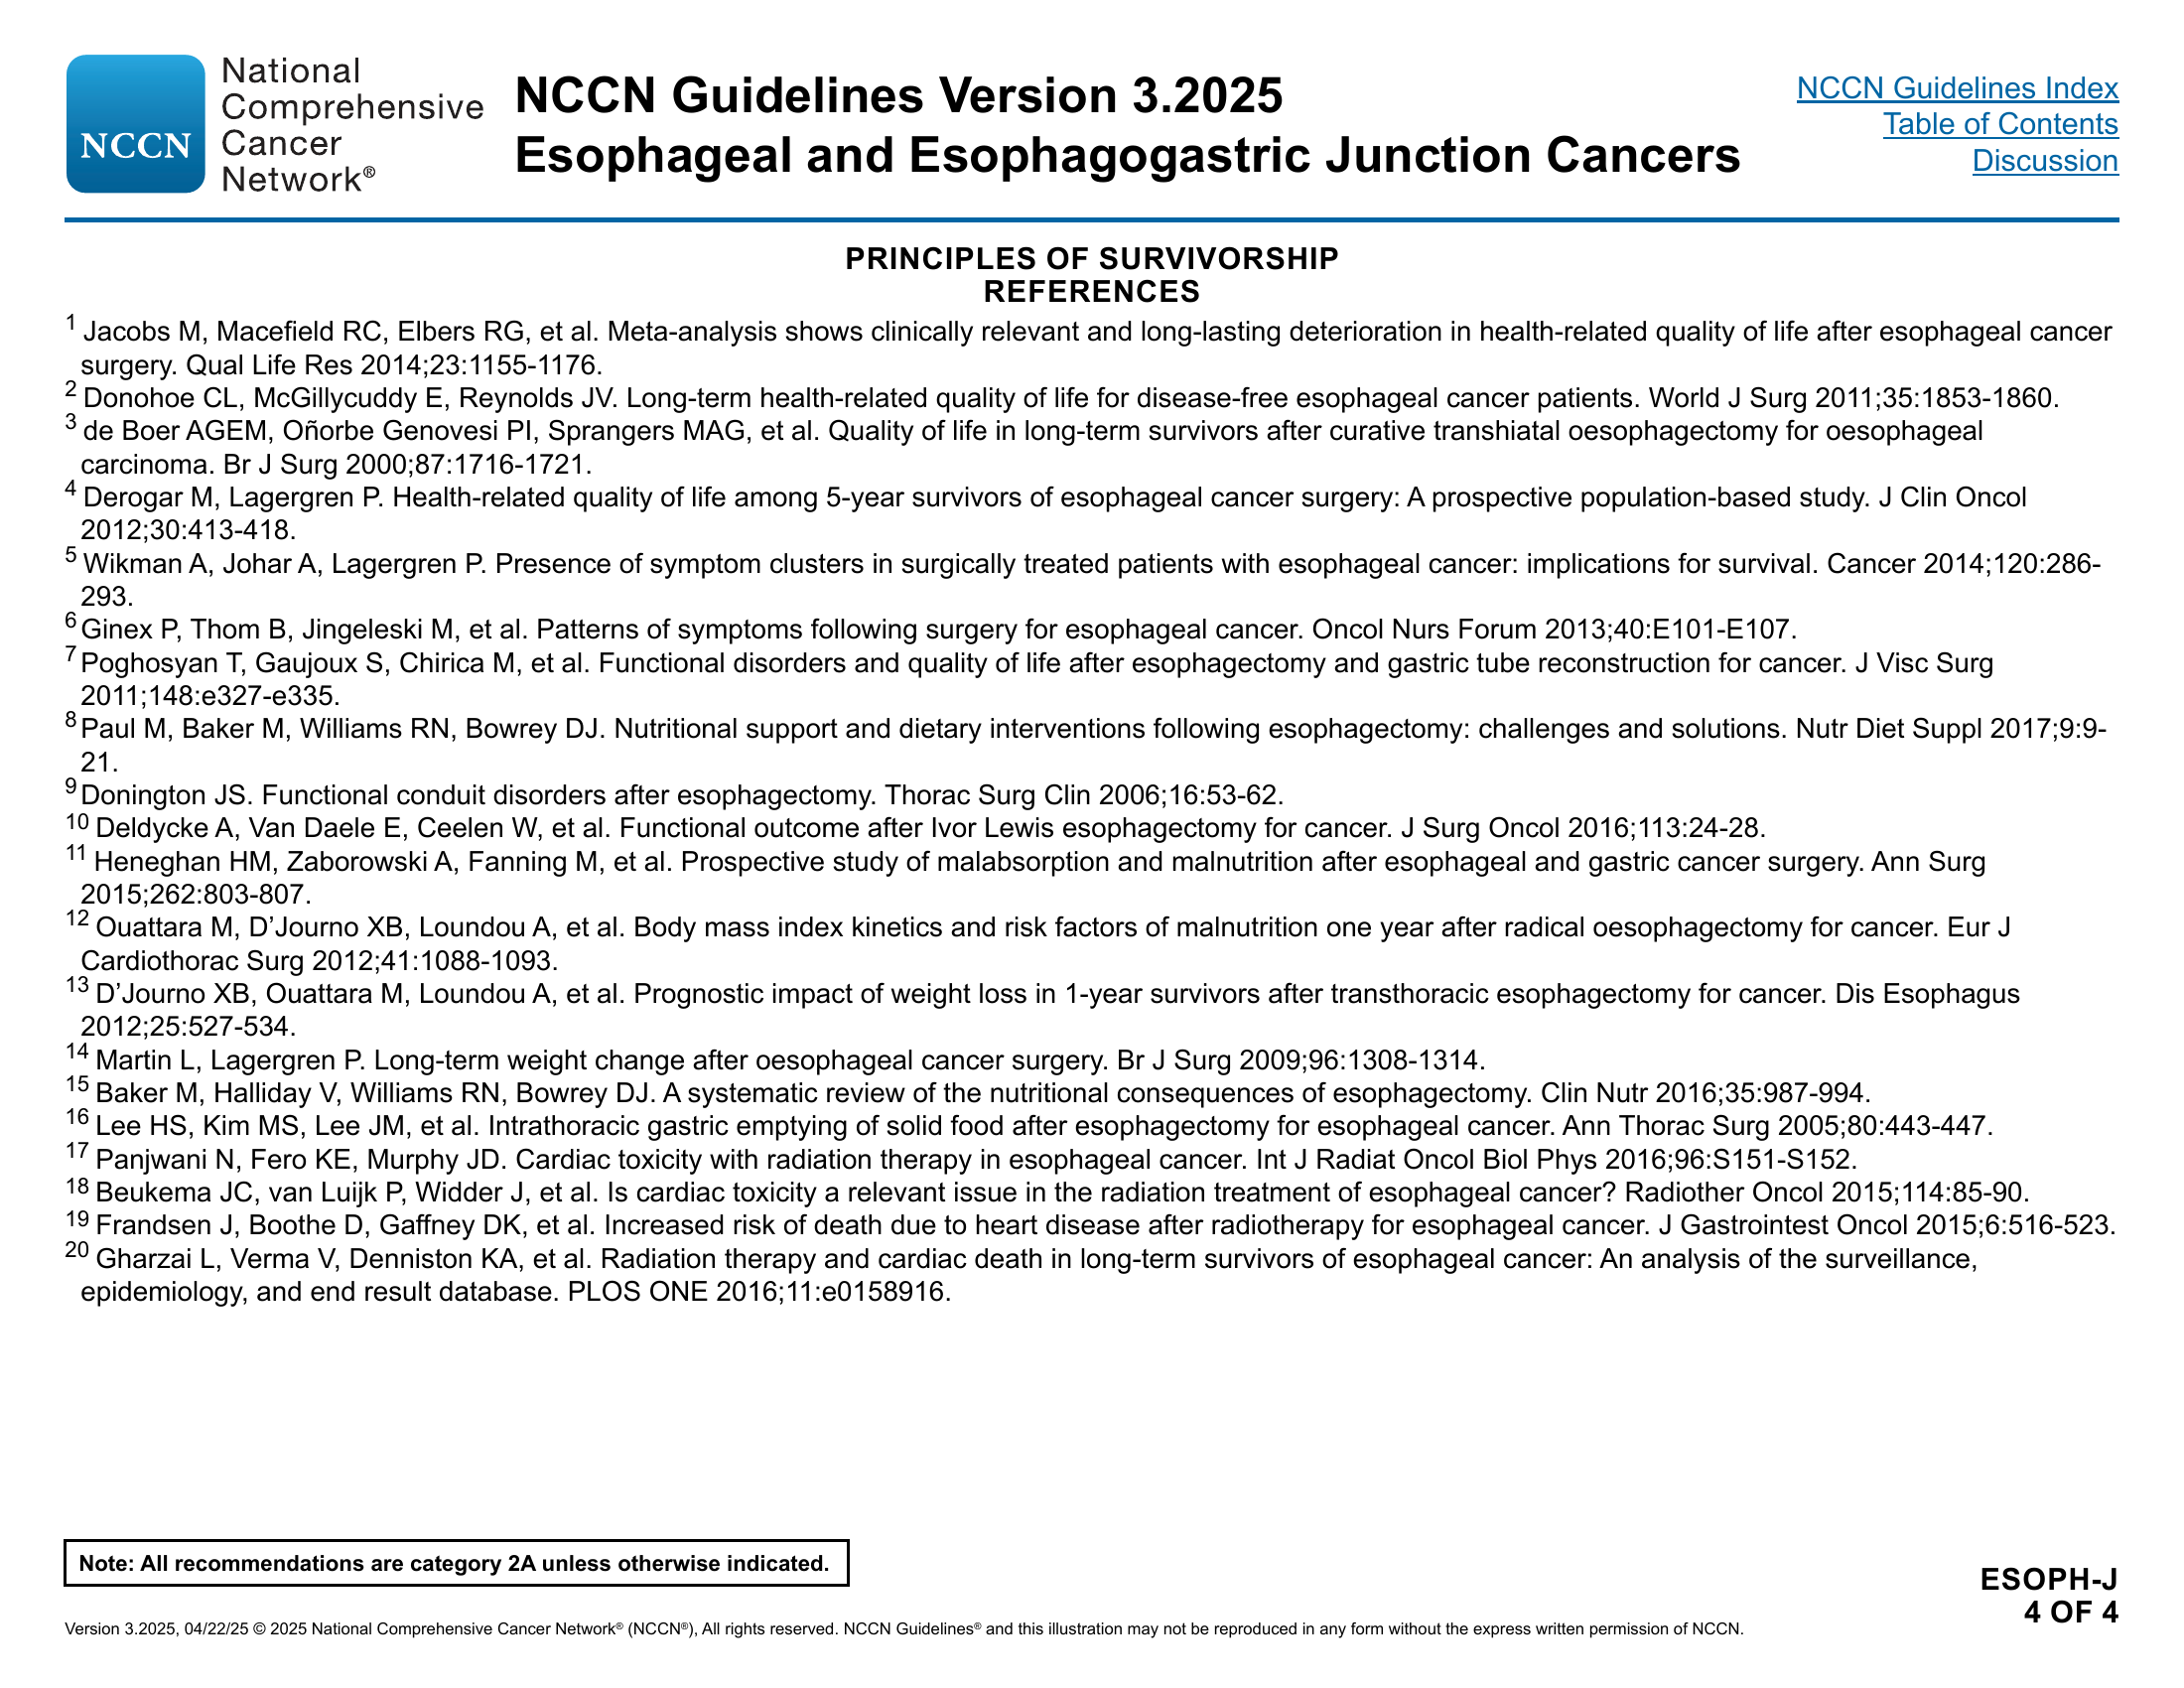 National
Comprehensive
Cancer
Network®
NCCN
NCCN Guidelines Version 3.2025
Esophageal and Esophagogastric Junction Cancers
NCCN Guidelines Index
Table of Contents
Discussion
PRINCIPLES OF SURVIVORSHIP
REFERENCES
1 Jacobs M, Macefield RC, Elbers RG, et al. Meta-analysis shows clinically relevant and long-lasting deterioration in health-related quality of life after esophageal cancer
surgery. Qual Life Res 2014;23:1155-1176.
2 Donohoe CL, McGillycuddy E, Reynolds JV. Long-term health-related quality of life for disease-free esophageal cancer patients. World J Surg 2011;35:1853-1860.
3 de Boer AGEM, Oñorbe Genovesi PI, Sprangers MAG, et al. Quality of life in long-term survivors after curative transhiatal oesophagectomy for oesophageal
carcinoma. Br J Surg 2000;87:1716-1721.
4 Derogar M, Lagergren P. Health-related quality of life among 5-year survivors of esophageal cancer surgery: A prospective population-based study. J Clin Oncol
2012;30:413-418.
5 Wikman A, Johar A, Lagergren P. Presence of symptom clusters in surgically treated patients with esophageal cancer: implications for survival. Cancer 2014;120:286-
293.
6 Ginex P, Thom B, Jingeleski M, et al. Patterns of symptoms following surgery for esophageal cancer. Oncol Nurs Forum 2013;40:E101-E107.
7 Poghosyan T, Gaujoux S, Chirica M, et al. Functional disorders and quality of life after esophagectomy and gastric tube reconstruction for cancer. J Visc Surg
2011;148:e327-e335.
8 Paul M, Baker M, Williams RN, Bowrey DJ. Nutritional support and dietary interventions following esophagectomy: challenges and solutions. Nutr Diet Suppl 2017;9:9-
21.
9 Donington JS. Functional conduit disorders after esophagectomy. Thorac Surg Clin 2006;16:53-62.
10 Deldycke A, Van Daele E, Ceelen W, et al. Functional outcome after Ivor Lewis esophagectomy for cancer. J Surg Oncol 2016;113:24-28.
11 Heneghan HM, Zaborowski A, Fanning M, et al. Prospective study of malabsorption and malnutrition after esophageal and gastric cancer surgery. Ann Surg
2015;262:803-807.
12 Ouattara M, D’Journo XB, Loundou A, et al. Body mass index kinetics and risk factors of malnutrition one year after radical oesophagectomy for cancer. Eur J
Cardiothorac Surg 2012;41:1088-1093.
13 D’Journo XB, Ouattara M, Loundou A, et al. Prognostic impact of weight loss in 1-year survivors after transthoracic esophagectomy for cancer. Dis Esophagus
2012;25:527-534.
14 Martin L, Lagergren P. Long-term weight change after oesophageal cancer surgery. Br J Surg 2009;96:1308-1314.
15 Baker M, Halliday V, Williams RN, Bowrey DJ. A systematic review of the nutritional consequences of esophagectomy. Clin Nutr 2016;35:987-994.
16 Lee HS, Kim MS, Lee JM, et al. Intrathoracic gastric emptying of solid food after esophagectomy for esophageal cancer. Ann Thorac Surg 2005;80:443-447.
17 Panjwani N, Fero KE, Murphy JD. Cardiac toxicity with radiation therapy in esophageal cancer. Int J Radiat Oncol Biol Phys 2016;96:S151-S152.
18 Beukema JC, van Luijk P, Widder J, et al. Is cardiac toxicity a relevant issue in the radiation treatment of esophageal cancer? Radiother Oncol 2015;114:85-90.
19 Frandsen J, Boothe D, Gaffney DK, et al. Increased risk of death due to heart disease after radiotherapy for esophageal cancer. J Gastrointest Oncol 2015;6:516-523.
20 Gharzai L, Verma V, Denniston KA, et al. Radiation therapy and cardiac death in long-term survivors of esophageal cancer: An analysis of the surveillance,
epidemiology, and end result database. PLOS ONE 2016;11:e0158916.
Note: All recommendations are category 2A unless otherwise indicated.
ESOPH-J
4 OF 4
Version 3.2025, 04/22/25 © 2025 National Comprehensive Cancer Network® (NCCN®), All rights reserved. NCCN Guidelines® and this illustration may not be reproduced in any form without the express written permission of NCCN.